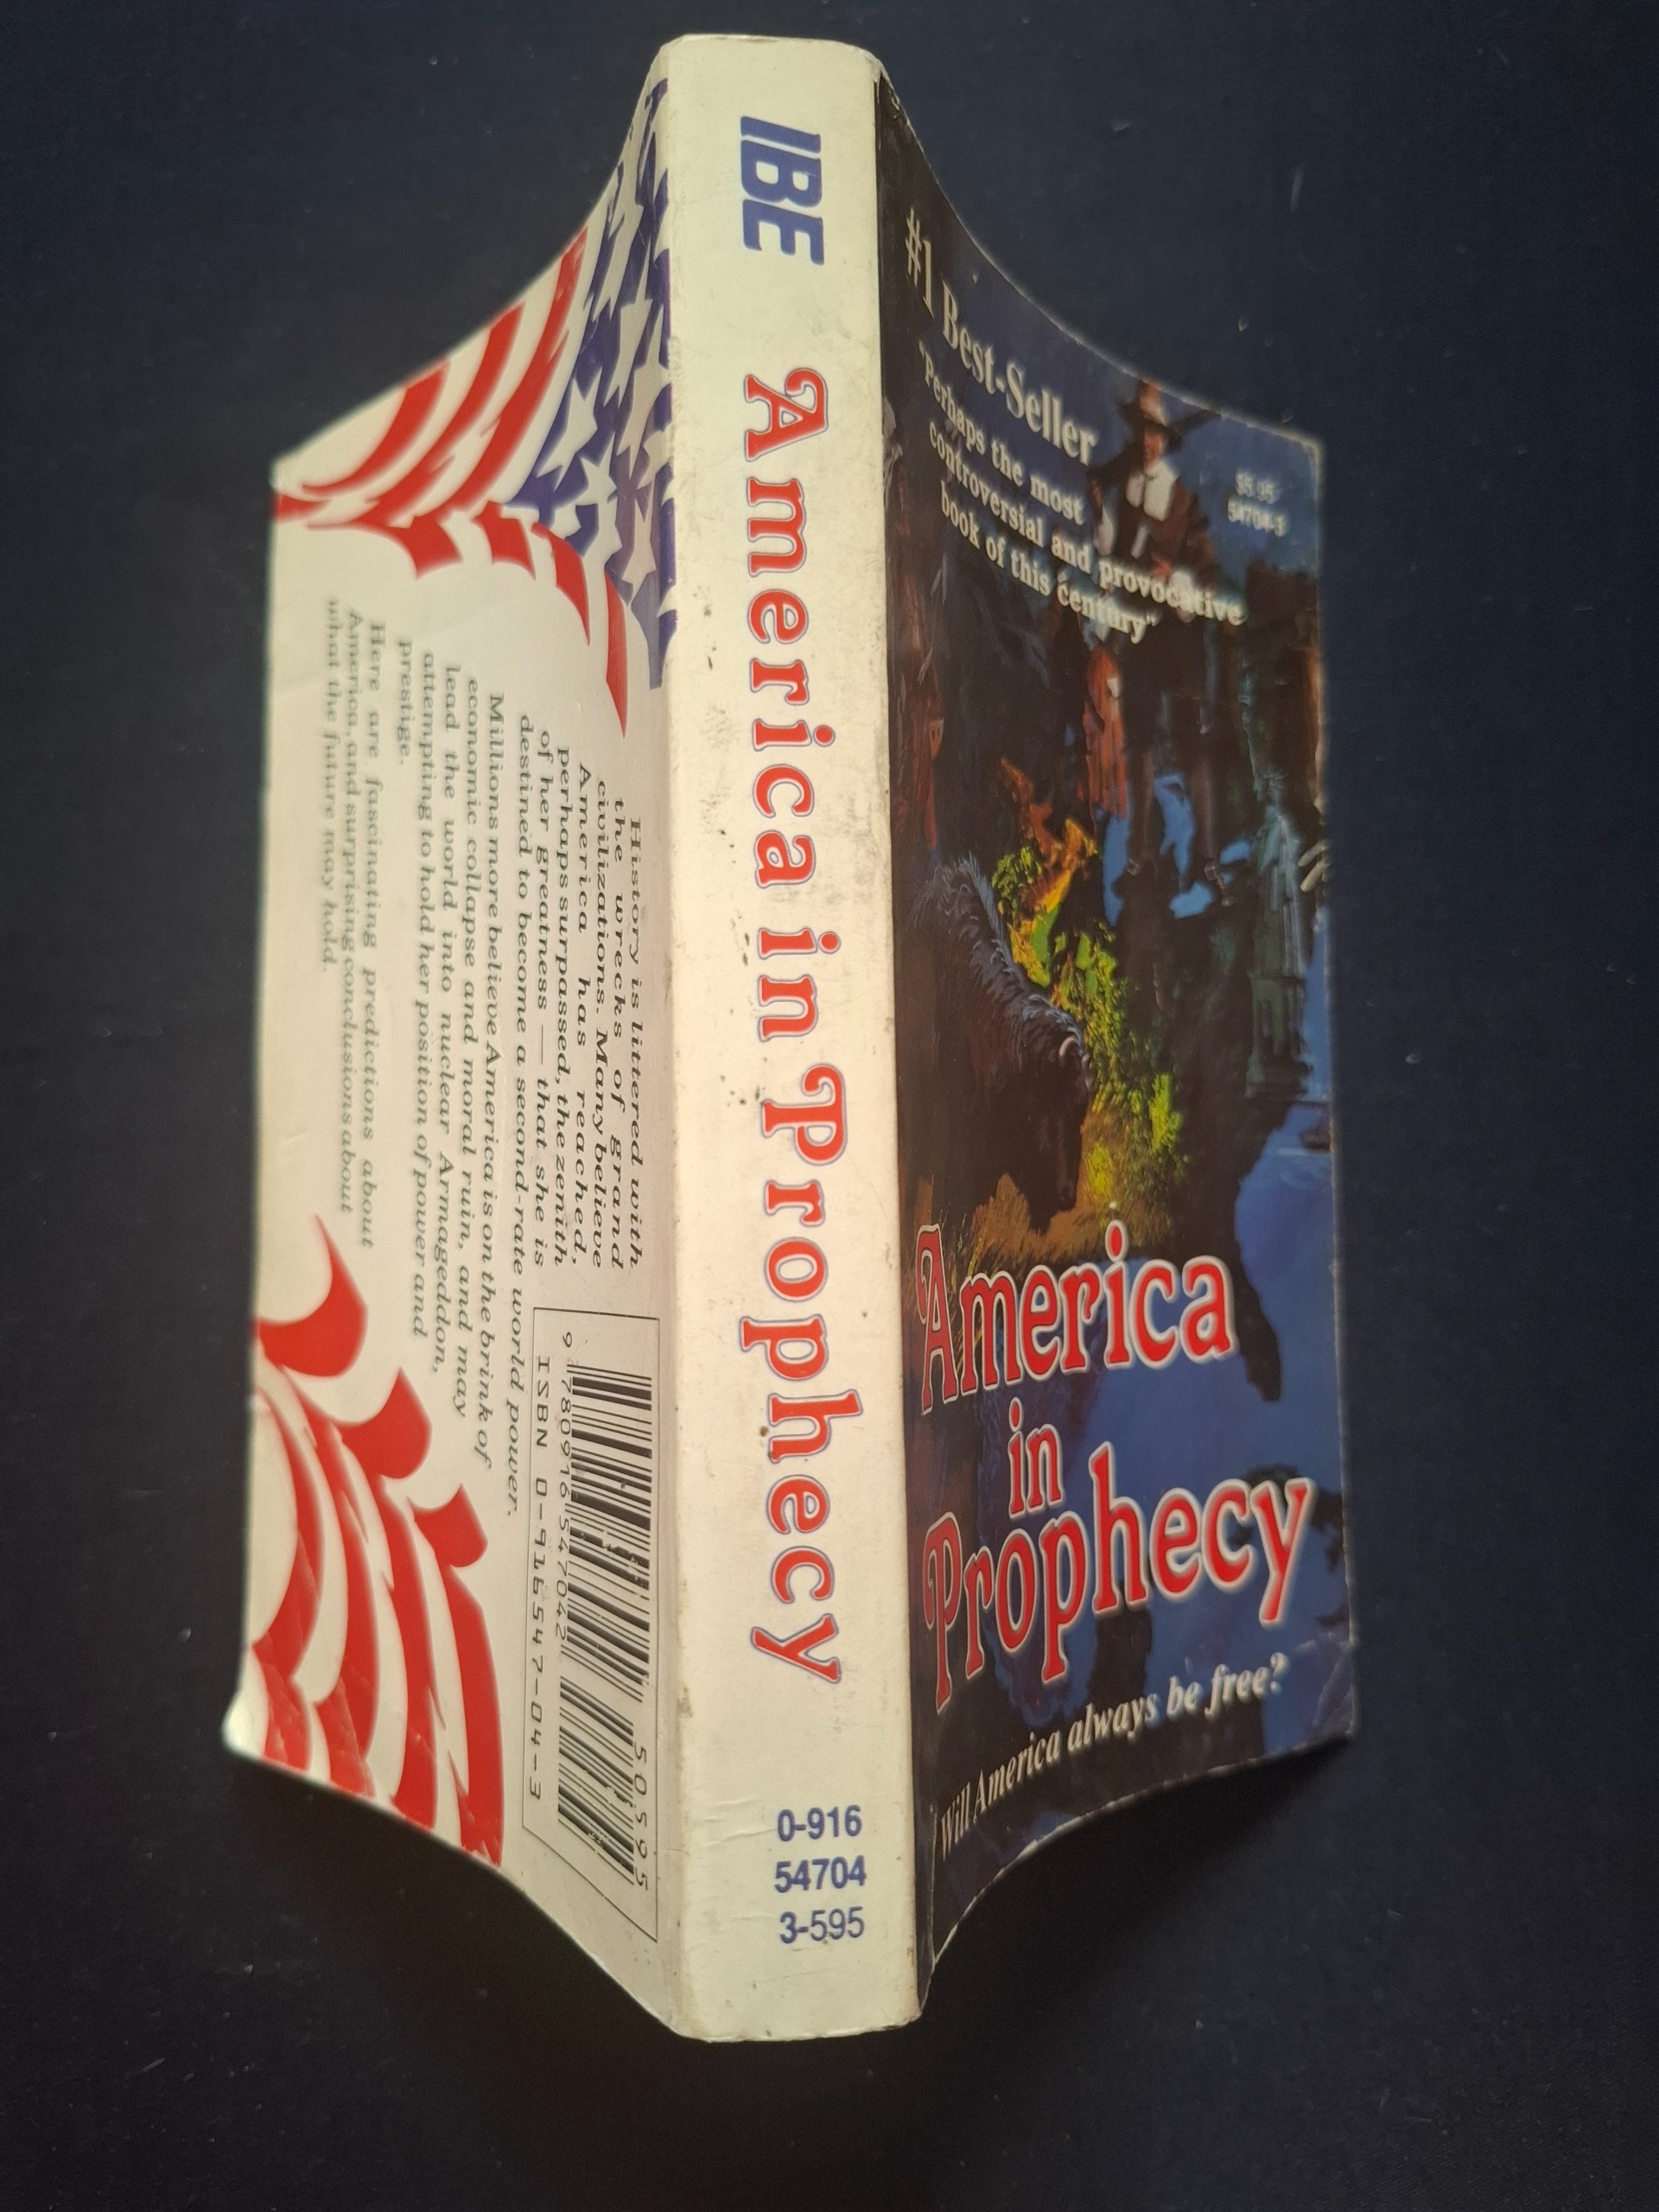 #1 Best-Seller
"Perhaps the most
controversial and provocative
book of this century"
$5.95
54704-3
America
in
Prophecy
Will America always be free?
IBE
America in Prophecy
0-916
54704
3-595
History is littered with
the wrecks of grand
civilizations. Many believe
America has reached,
perhaps surpassed, the zenith
of her greatness — that she is
destined to become a second-rate world power.
Millions more believe America is on the brink of
economic collapse and moral ruin, and may
lead the world into nuclear Armageddon,
attempting to hold her position of power and
prestige.
Here are fascinating predictions about
America, and surprising conclusions about
what the future may hold.
50595
9 780916 547042
ISBN 0-916547-04-3